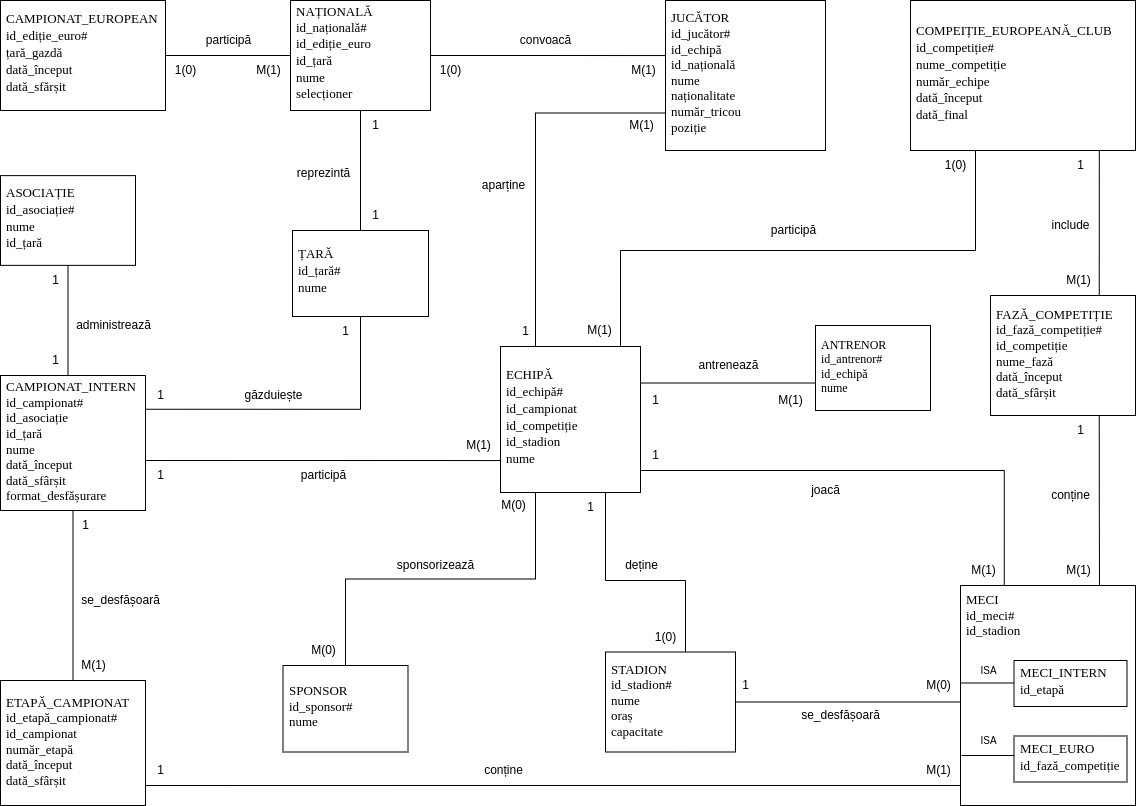 CAMPIONAT_EUROPEAN
id_ediție_euro#
țară_gazdă
dată_început
dată_sfârșit
participă
1(0)
M(1)
NAȚIONALĂ
id_națională#
id_ediție_euro
id_țară
nume
selecționer
convoacă
1(0)
M(1)
JUCĂTOR
id_jucător#
id_echipă
id_națională
nume
naționalitate
număr_tricou
poziție
COMPEIȚIE_EUROPEANĂ_CLUB
id_competiție#
nume_competiție
număr_echipe
dată_început
dată_final
1
reprezintă
1
M(1)
aparține
1
1(0)
participă
M(1)
1
include
M(1)
ASOCIAȚIE
id_asociație#
nume
id_țară
1
administrează
1
ȚARĂ
id_țară#
nume
1
găzduiește
1
CAMPIONAT_INTERN
id_campionat#
id_asociație
id_țară
nume
dată_început
dată_sfârșit
format_desfășurare
M(1)
participă
1
ECHIPĂ
id_echipă#
id_campionat
id_competiție
id_stadion
nume
antrenează
1
M(1)
ANTRENOR
id_antrenor#
id_echipă
nume
FAZĂ_COMPETIȚIE
id_fază_competiție#
id_competiție
nume_fază
dată_început
dată_sfârșit
1
joacă
M(1)
1
conține
M(1)
1
se_desfășoară
M(1)
M(0)
sponsorizează
M(0)
1
deține
1(0)
ETAPĂ_CAMPIONAT
id_etapă_campionat#
id_campionat
număr_etapă
dată_început
dată_sfârșit
SPONSOR
id_sponsor#
nume
STADION
id_stadion#
nume
oraș
capacitate
1
M(0)
se_desfășoară
1
conține
M(1)
MECI
id_meci#
id_stadion
ISA
MECI_INTERN
id_etapă
ISA
MECI_EURO
id_fază_competiție